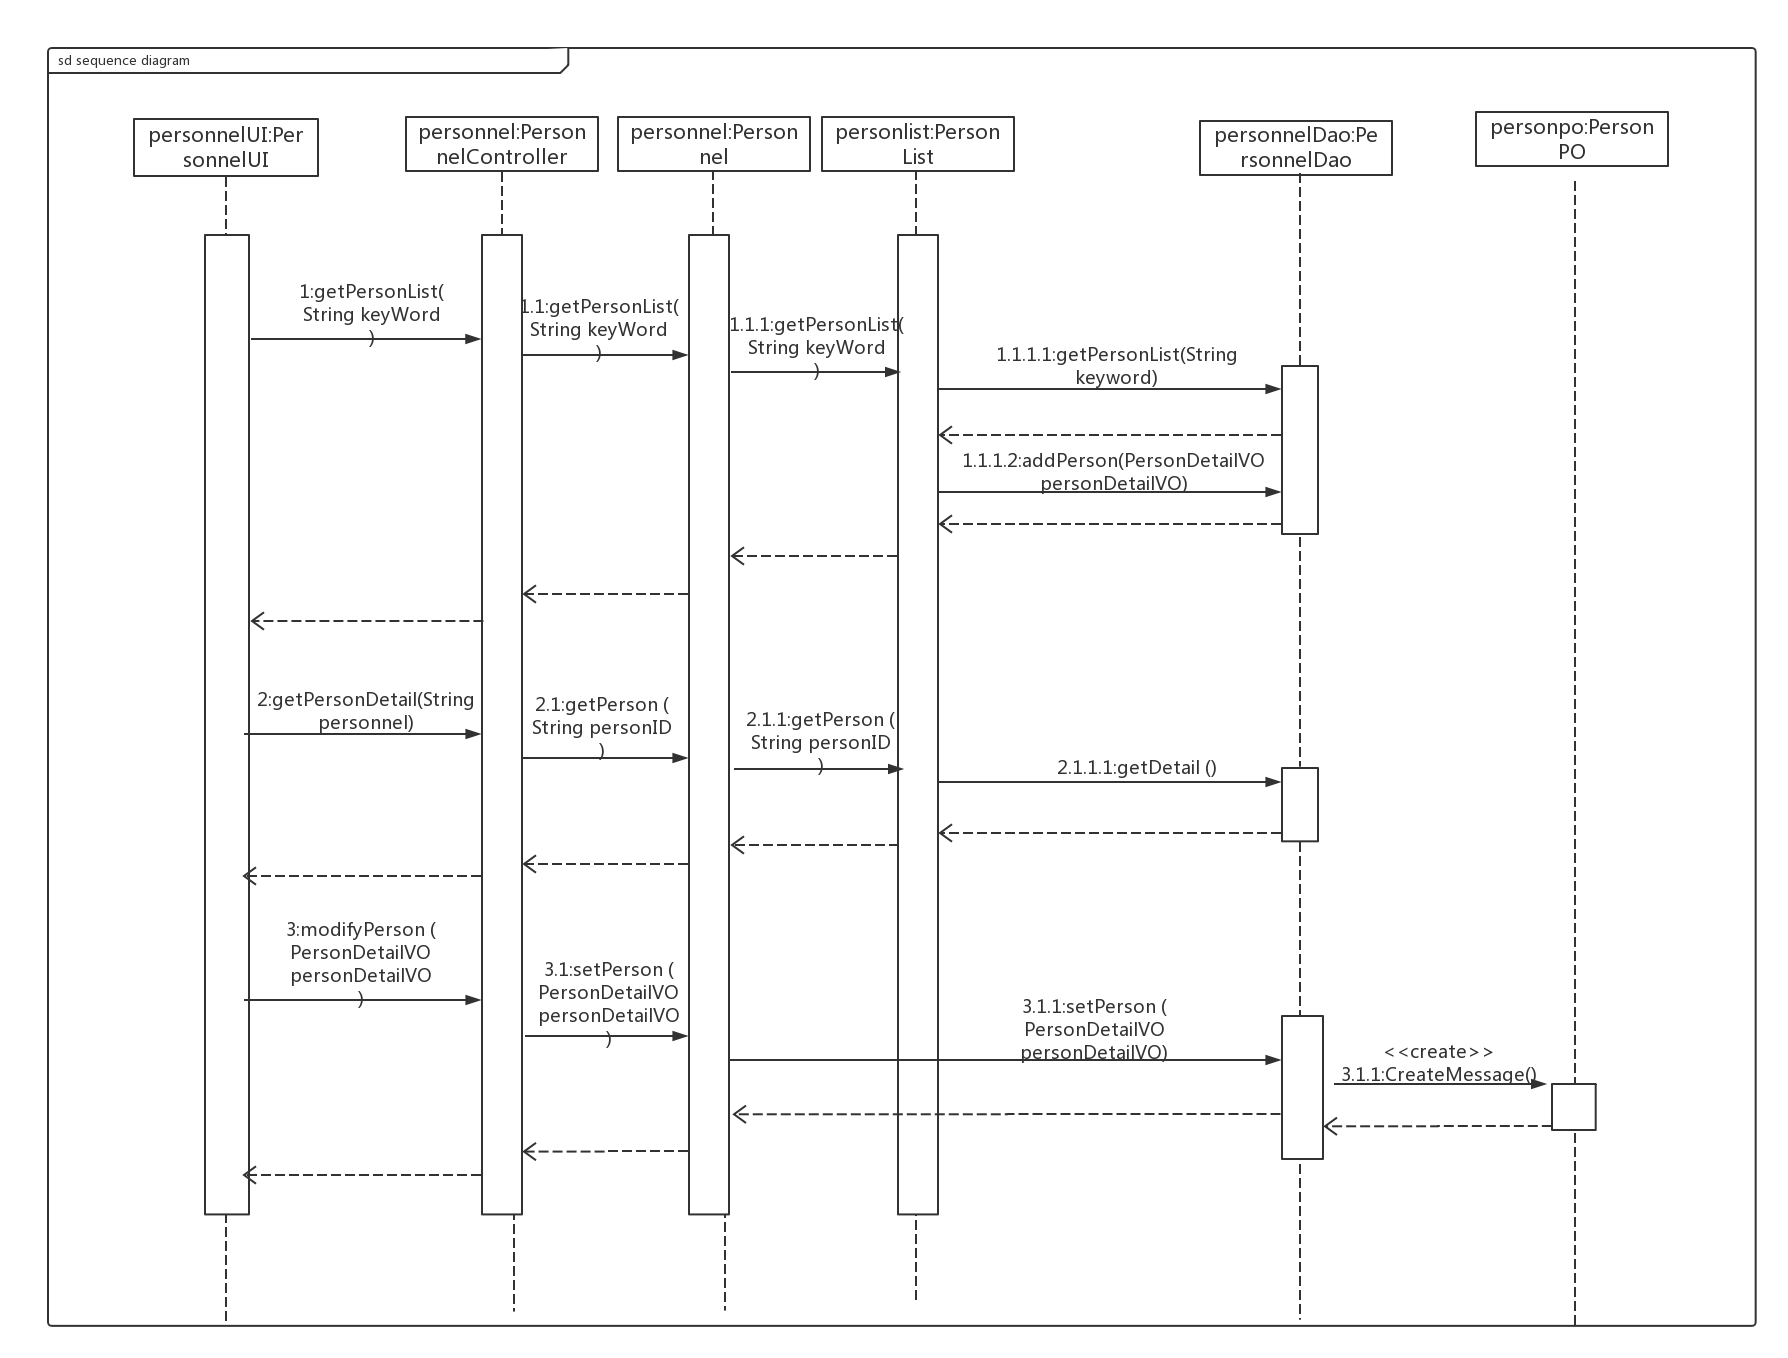 sd sequence diagram
personnelUI:Per
sonnelUI
personnel:Person
nelController
personnel:Person
nel
personlist:Person
List
personnelDao:Pe
rsonnelDao
personpo:Person
PO
1:getPersonList(
String keyWord
)
1.1:getPersonList(
String keyWord
)
1.1.1:getPersonList(
String keyWord
)
1.1.1.1:getPersonList(String
keyword)
1.1.1.2:addPerson(PersonDetailVO
personDetailVO)
2:getPersonDetail(String
personnel)
2.1:getPerson (
String personID
)
2.1.1:getPerson (
String personID
)
2.1.1.1:getDetail ()
3:modifyPerson (
PersonDetailVO
personDetailVO
)
3.1:setPerson (
PersonDetailVO
personDetailVO
)
3.1.1:setPerson (
PersonDetailVO
personDetailVO)
<<create>>
3.1.1:CreateMessage()